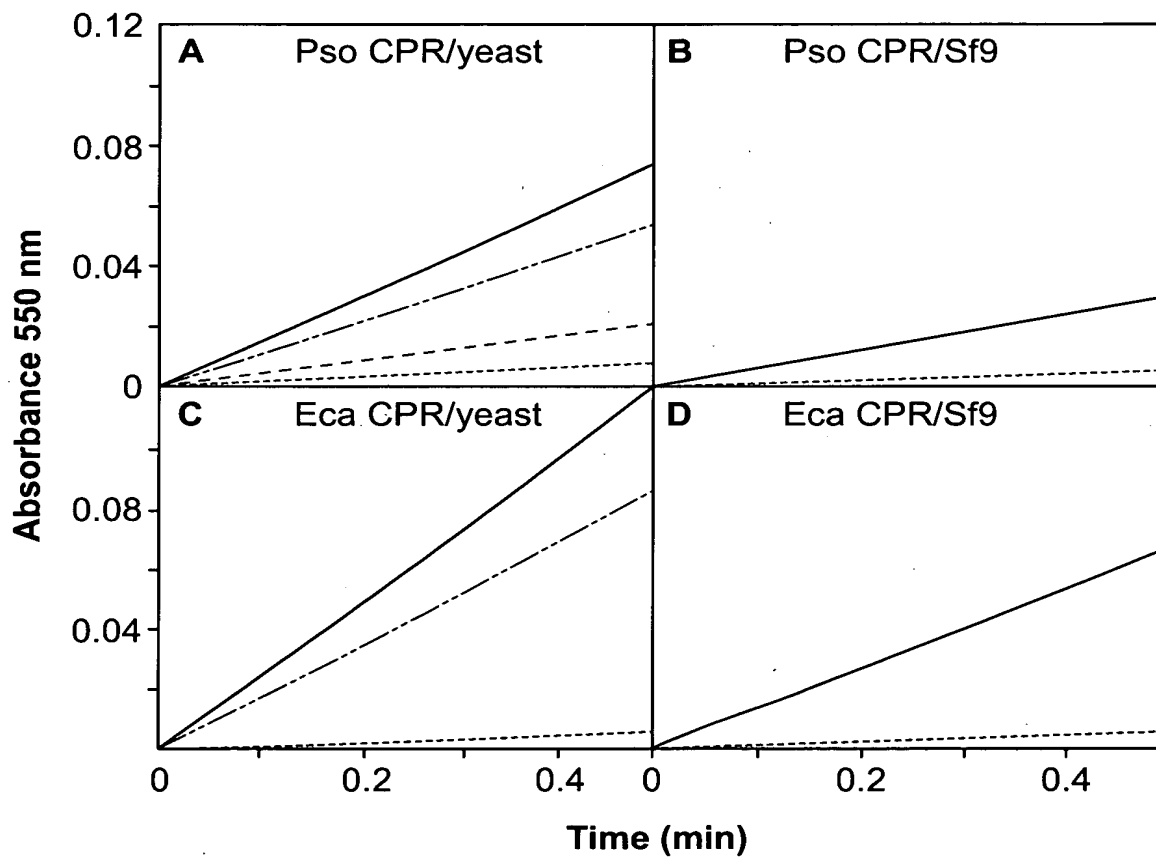 0.12
A Pso CPR/yeast
B Pso CPR/Sf9
0.08
0.04
0
Absorbance 550 nm
C Eca CPR/yeast
D Eca CPR/Sf9
0.08
0.04
0 0.2 0.4 0 0.2 0.4
Time (min)